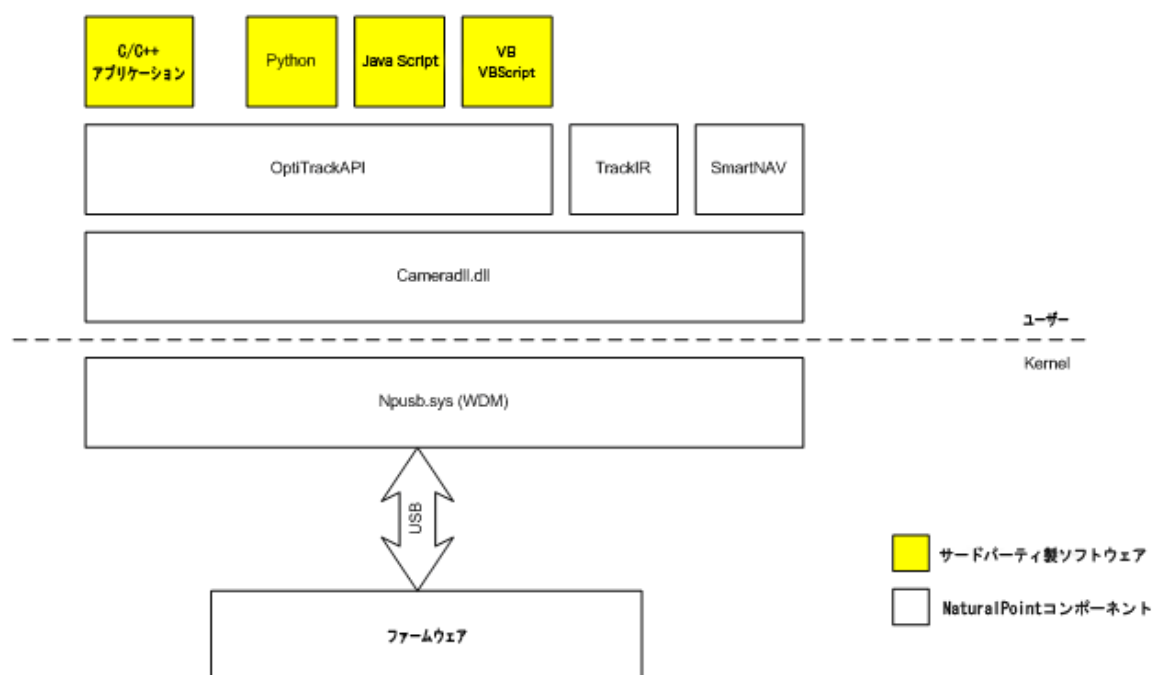 C/C++
アプリケーション
Python
Java Script
VB
VBScript
OptiTrackAPI
TrackIR
SmartNAV
Cameradll.dll
ユーザー
Kernel
Npusb.sys (WDM)
USB
サードパーティ製ソフトウェア
NaturalPointコンポーネント
ファームウェア